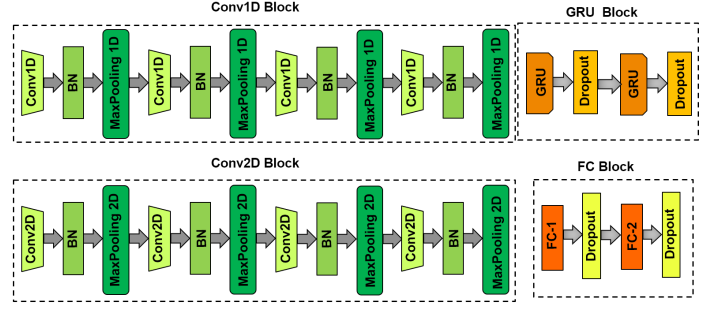 Conv1D Block
GRU Block
Conv1D
BN
MaxPooling 1D
Conv1D
BN
MaxPooling 1D
Conv1D
BN
MaxPooling 1D
Conv1D
BN
MaxPooling 1D
GRU
Dropout
GRU
Dropout
Conv2D Block
FC Block
Conv2D
BN
MaxPooling 2D
Conv2D
BN
MaxPooling 2D
Conv2D
BN
MaxPooling 2D
Conv2D
BN
MaxPooling 2D
FC-1
Dropout
FC-2
Dropout